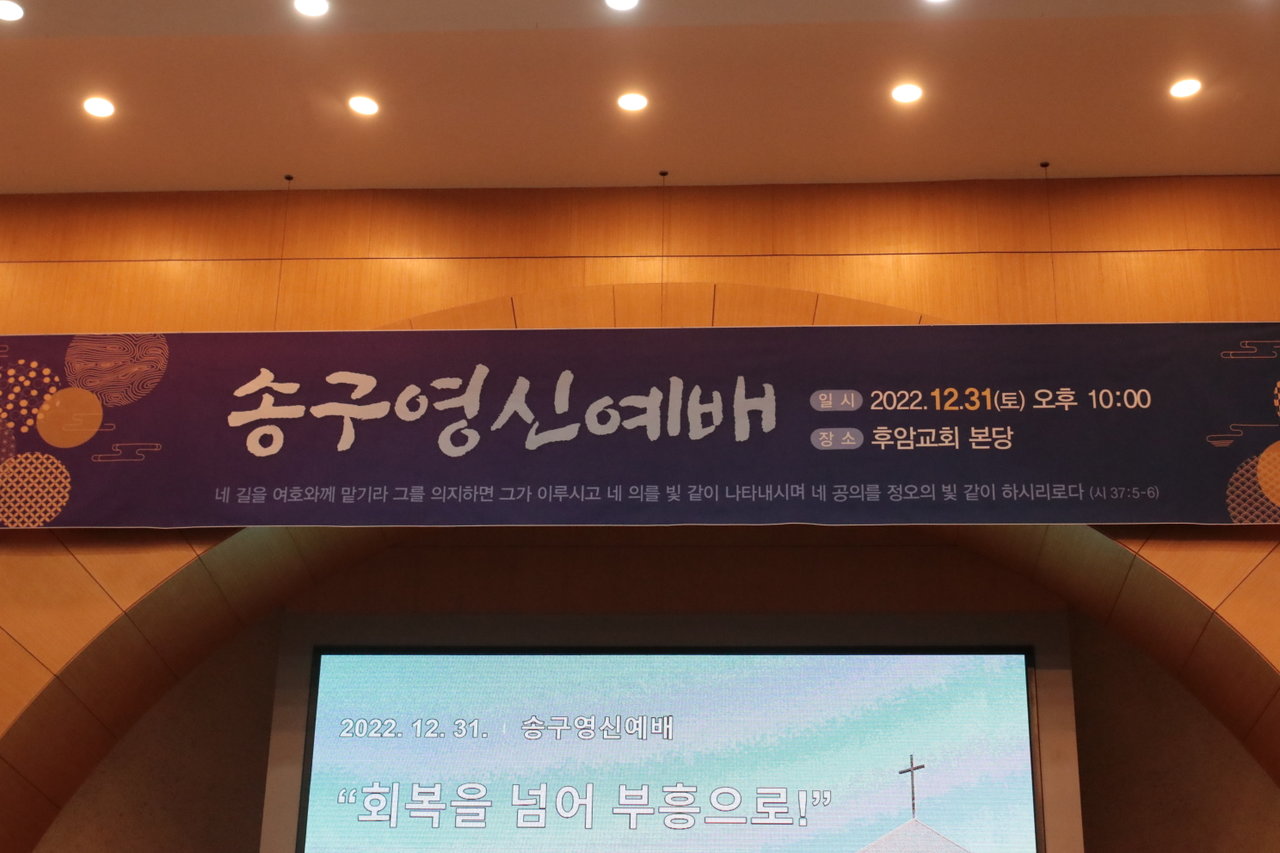 송구영신예배
일시 2022.12.31(토) 오후 10:00
장소 후암교회 본당
네 길을 여호와께 맡기라 그를 의지하면 그가 이루시고 네 의를 빛 같이 나타내시며 네 공의를 정오의 빛 같이 하시리로다 (시 37:5-6)
2022. 12. 31. | 송구영신예배
“회복을 넘어 부흥으로!”